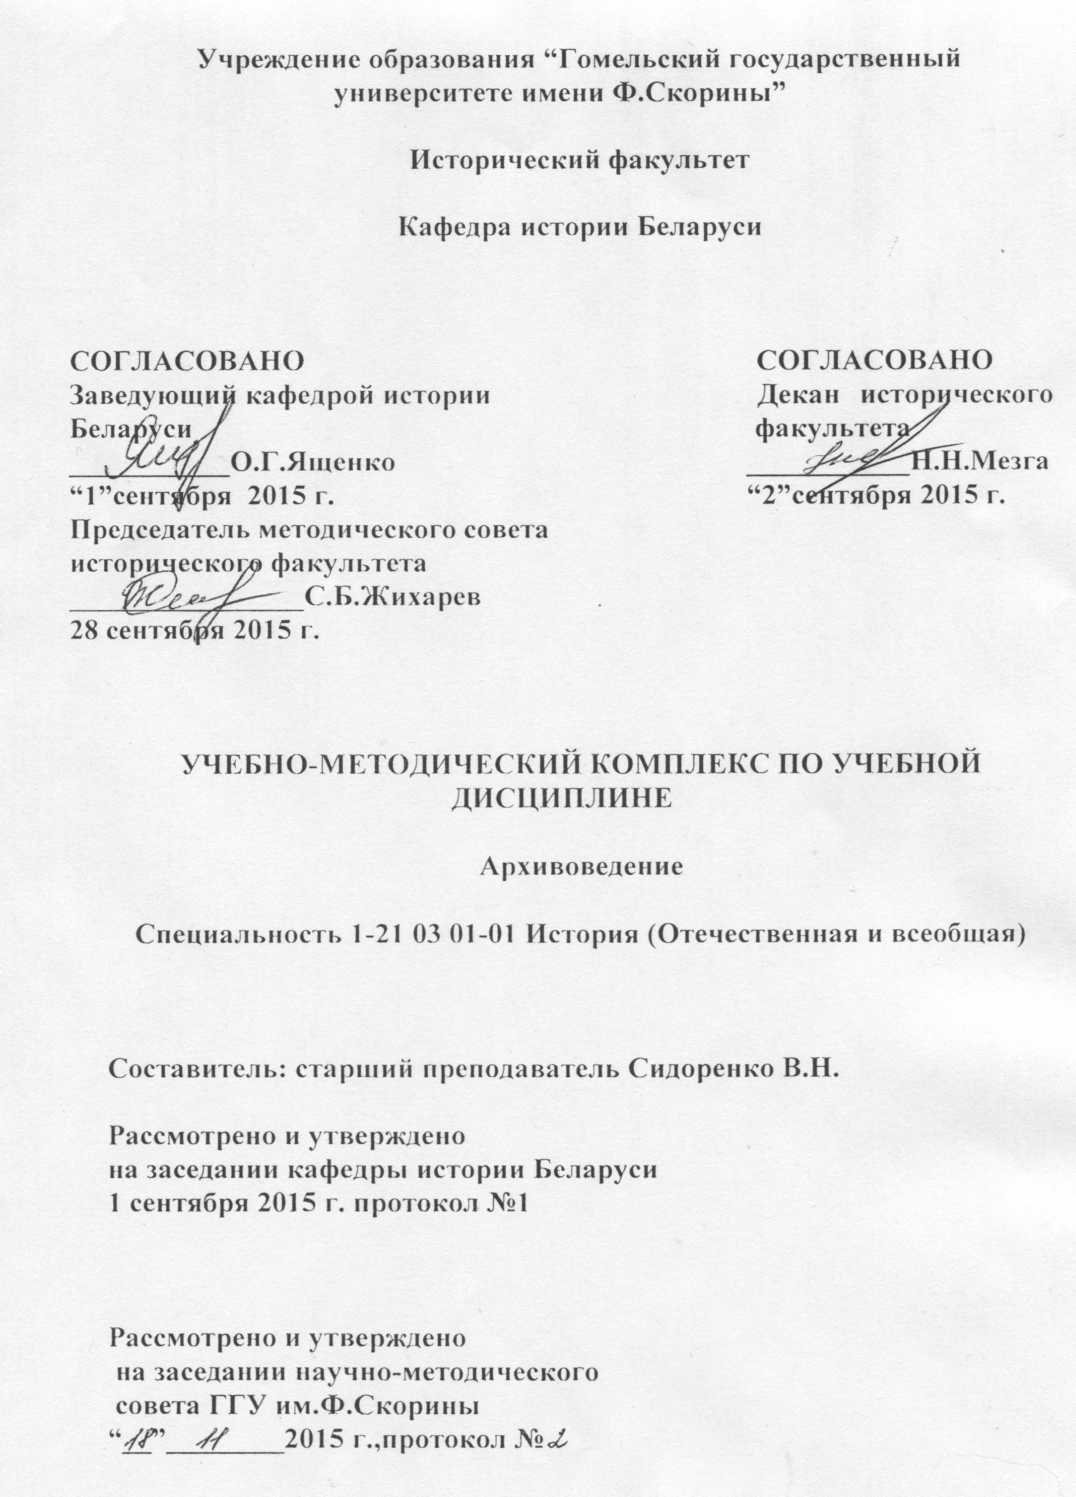 Учреждение образования “Гомельский государственный
университете имени Ф.Скорины”
Исторический факультет
Кафедра истории Беларуси
СОГЛАСОВАНО
Заведующий кафедрой истории
Беларуси
О.Г.Ященко
“1”сентября 2015 г.
Председатель методического совета
исторического факультета
С.Б.Жихарев
28 сентября 2015 г.
СОГЛАСОВАНО
Декан исторического
факультета
Н.Н.Мезга
“2”сентября 2015 г.
УЧЕБНО-МЕТОДИЧЕСКИЙ КОМПЛЕКС ПО УЧЕБНОЙ
ДИСЦИПЛИНЕ
Архивоведение
Специальность 1-21 03 01-01 История (Отечественная и всеобщая)
Составитель: старший преподаватель Сидоренко В.Н.
Рассмотрено и утверждено
на заседании кафедры истории Беларуси
1 сентября 2015 г. протокол №1
Рассмотрено и утверждено
на заседании научно-методического
совета ГГУ им.Ф.Скорины
“18” 11 2015 г.,протокол №2